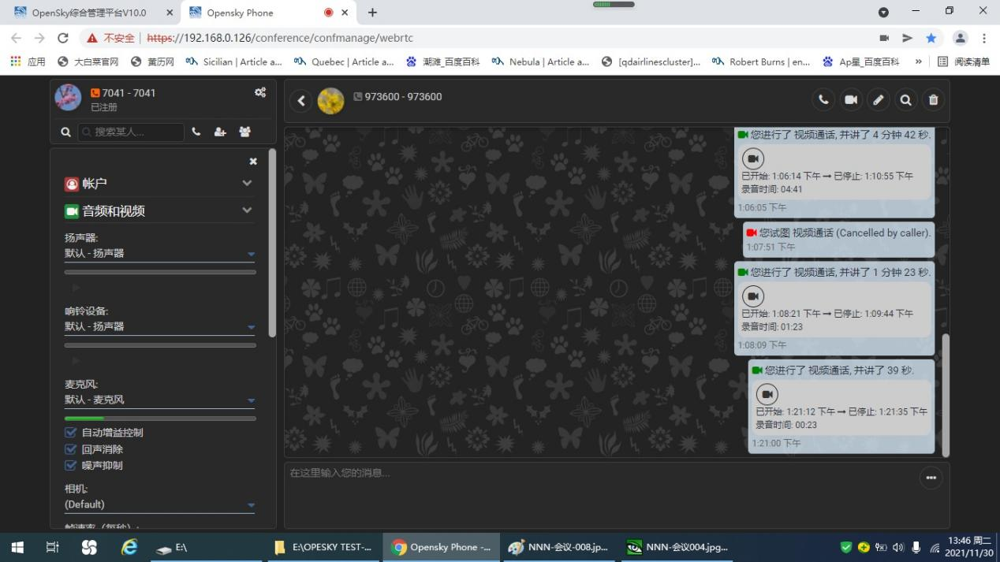 OpenSky综合管理平台V10.0
Opensky Phone
不安全
https://192.168.0.126/conference/confmanage/webrtc
应用
大白菜官网
黄历网
Sicilian | Article a...
Quebec | Article a...
潮滩_百度百科
Nebula | Article a...
[qdairlinescluster]...
Robert Burns | en...
Ap星_百度百科
»
阅读清单
7041 - 7041
已注册
搜索某人...
帐户
音频和视频
扬声器:
默认 - 扬声器
响铃设备:
默认 - 扬声器
麦克风:
默认 - 麦克风
自动增益控制
回声消除
噪声抑制
相机:
(Default)
帧速率（每秒）:
973600 - 973600
您进行了 视频通话, 并讲了 4 分钟 42 秒.
已开始: 1:06:14 下午 → 已停止: 1:10:55 下午
录音时间: 04:41
1:06:05 下午
您试图 视频通话 (Cancelled by caller).
1:07:51 下午
您进行了 视频通话, 并讲了 1 分钟 23 秒.
已开始: 1:08:21 下午 → 已停止: 1:09:44 下午
录音时间: 01:23
1:08:09 下午
您进行了 视频通话, 并讲了 39 秒.
已开始: 1:21:12 下午 → 已停止: 1:21:35 下午
录音时间: 00:23
1:21:00 下午
在这里输入您的消息...
E:\
E:\OPESKY TEST-...
Opensky Phone -...
NNN-会议-008.jp...
NNN-会议004.jpg...
13:46 周二
2021/11/30